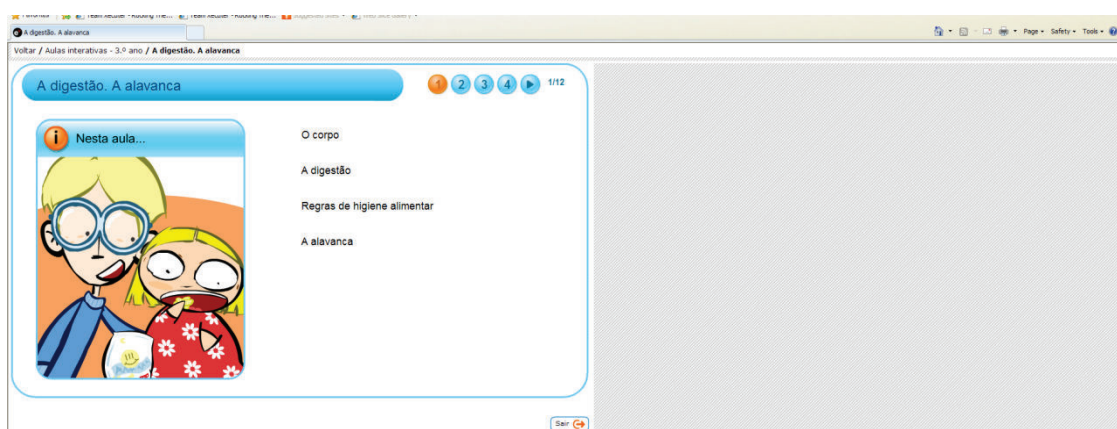 A digestão. A alavanca
Page Safety Tools
Voltar / Aulas interativas - 3.º ano / A digestão. A alavanca
A digestão. A alavanca
1 2 3 4 1/12
i Nesta aula...
O corpo
A digestão
Regras de higiene alimentar
A alavanca
Sair